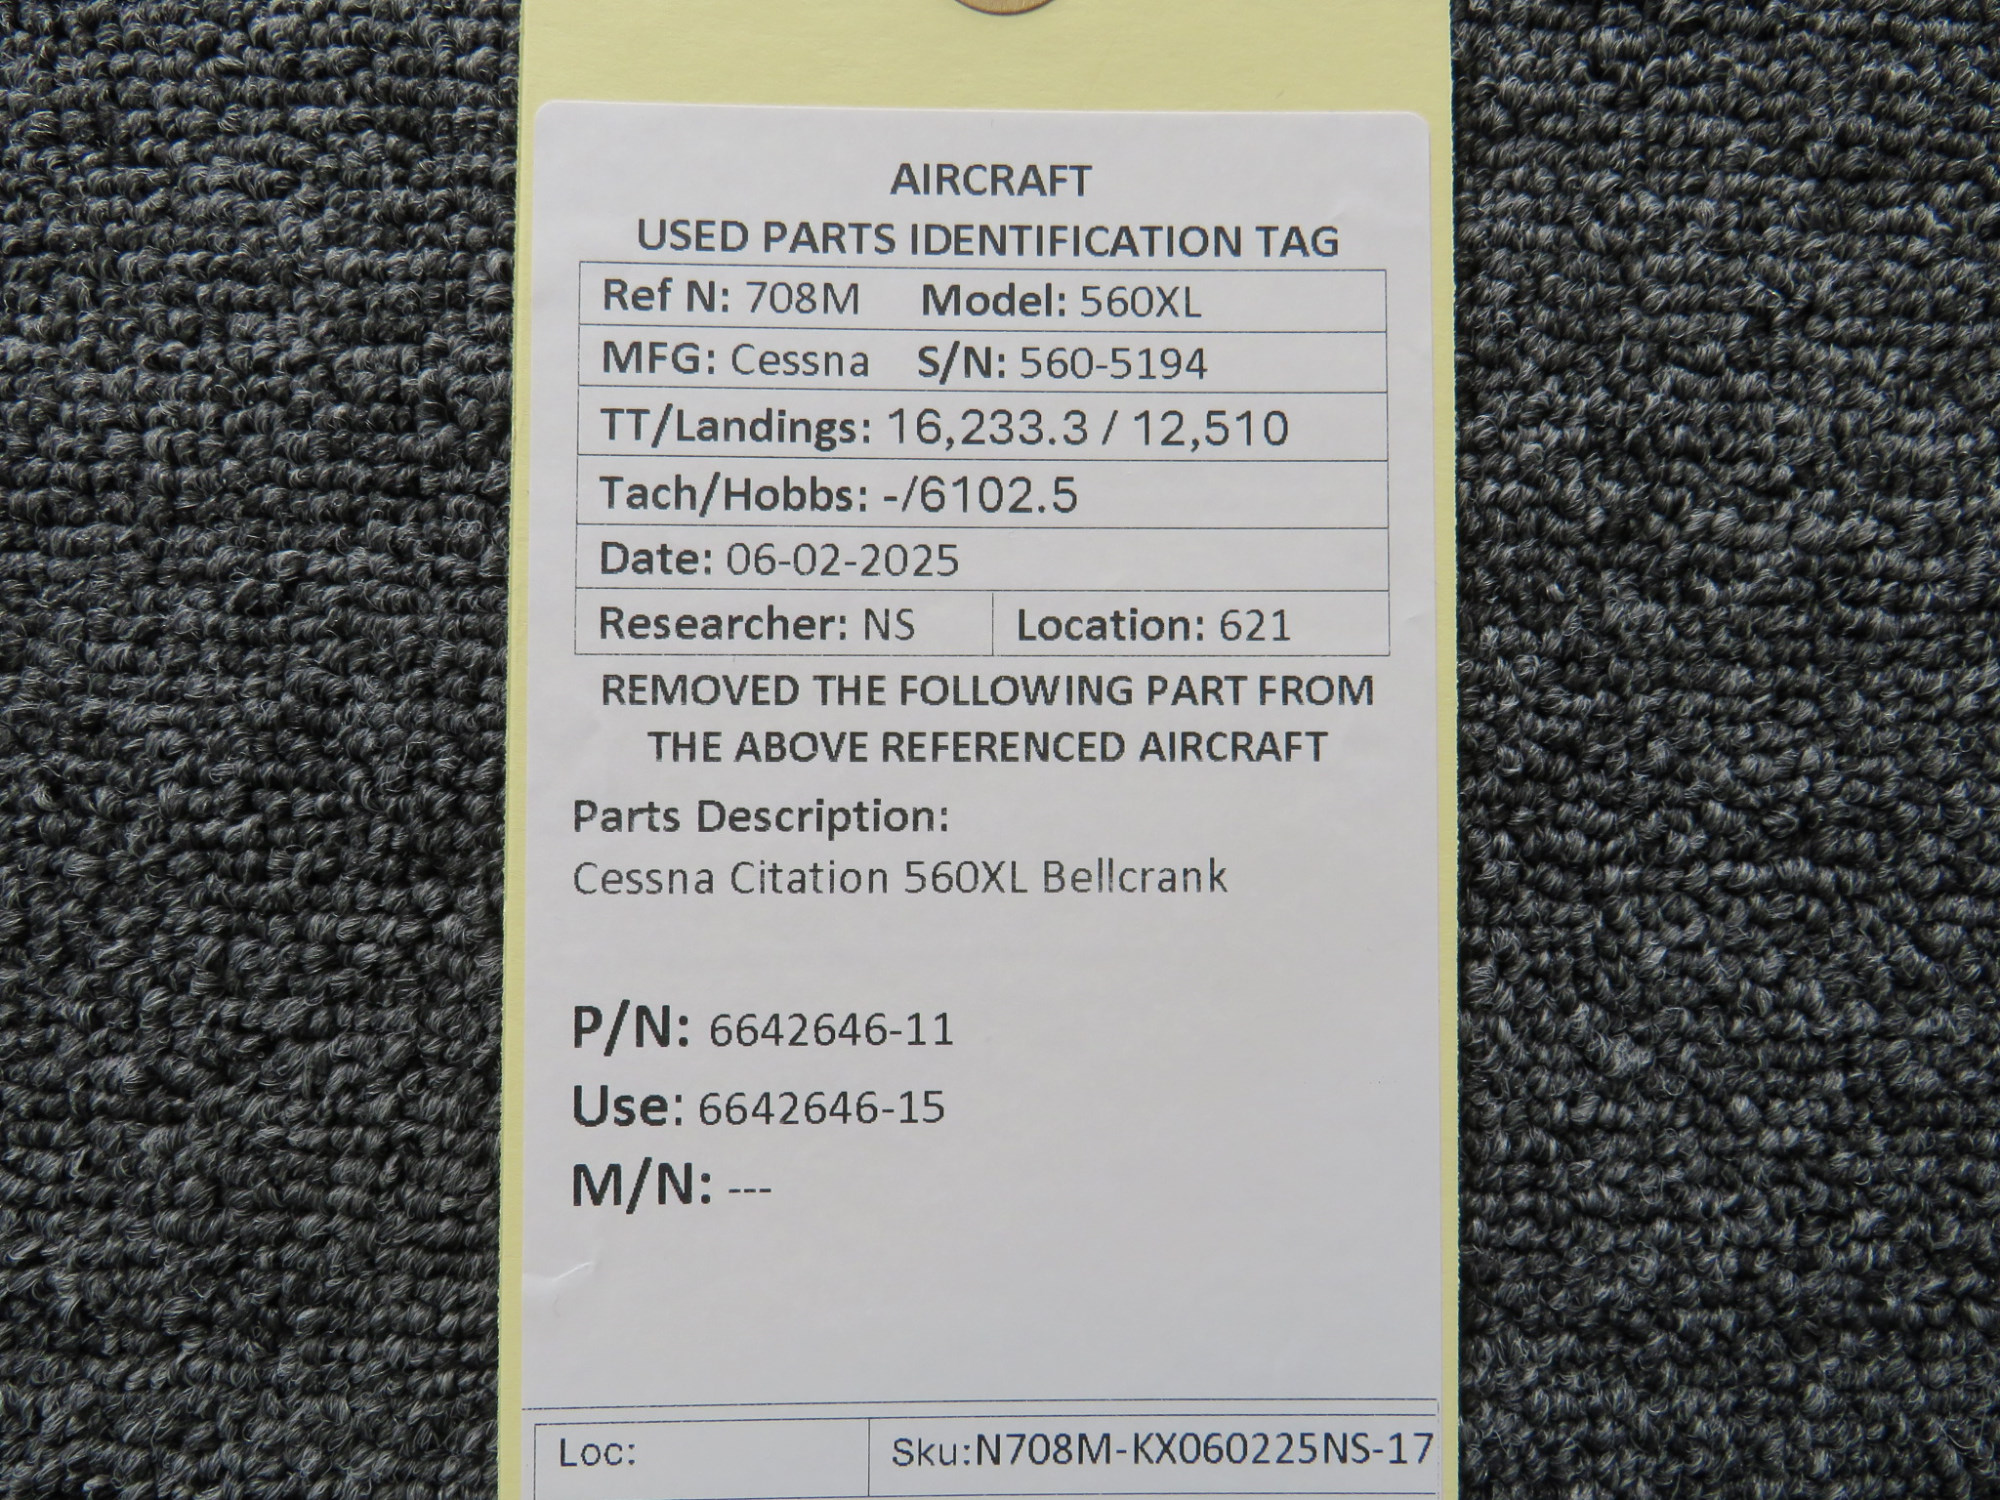 AIRCRAFT
USED PARTS IDENTIFICATION TAG
Ref N: 708M Model: 560XL
MFG: Cessna S/N: 560-5194
TT/Landings: 16,233.3 / 12,510
Tach/Hobbs: -/6102.5
Date: 06-02-2025
Researcher: NS Location: 621
REMOVED THE FOLLOWING PART FROM
THE ABOVE REFERENCED AIRCRAFT
Parts Description:
Cessna Citation 560XL Bellcrank
P/N: 6642646-11
Use: 6642646-15
M/N: ---
Loc: Sku:N708M-KX060225NS-17